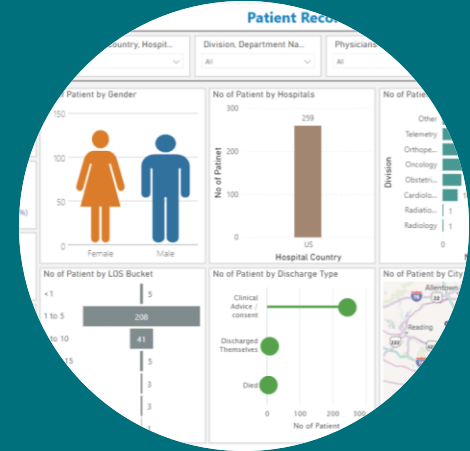 Patient Reco
ountry, Hospit...
Division, Department Na...
Physicians
All
All
Patient by Gender
No of Patient by Hospitals
No of Patie
150
100
50
0
Female
Male
No of Patinet
300
200
100
0
259
US
Hospital Country
Division
Other
Telemetry
Orthope...
Oncology
Obstetri...
Cardiolo...
Radiatio...
Radiology
1
1
0
%)
No of Patient by LOS Bucket
No of Patient by Discharge Type
No of Patient by City
<1
5
1 to 5
208
to 10
41
15
5
3
3
1
Clinical
Advice /
consent
Discharged
Themselves
Died
0
100
200
300
No of Patient
Allentown
Reading
22